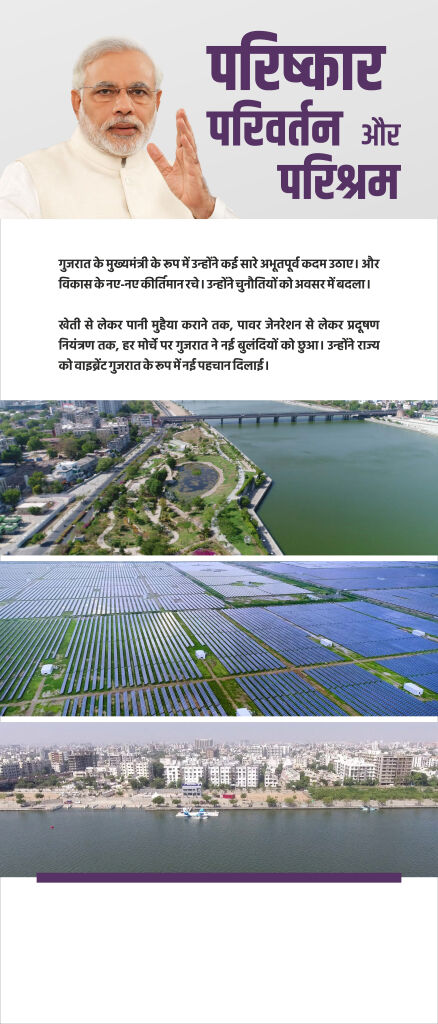 परिष्कार
परिवर्तन और
परिश्रम
गुजरात के मुख्यमंत्री के रूप में उन्होंने कई सारे अभूतपूर्व कदम उठाए। और
विकास के नए-नए कीर्तिमान रचे। उन्होंने चुनौतियों को अवसर में बदला।
खेती से लेकर पानी मुहैया कराने तक, पावर जेनरेशन से लेकर प्रदूषण
नियंत्रण तक, हर मोर्चे पर गुजरात ने नई बुलंदियों को छुआ। उन्होंने राज्य
को वाइब्रेंट गुजरात के रूप में नई पहचान दिलाई।